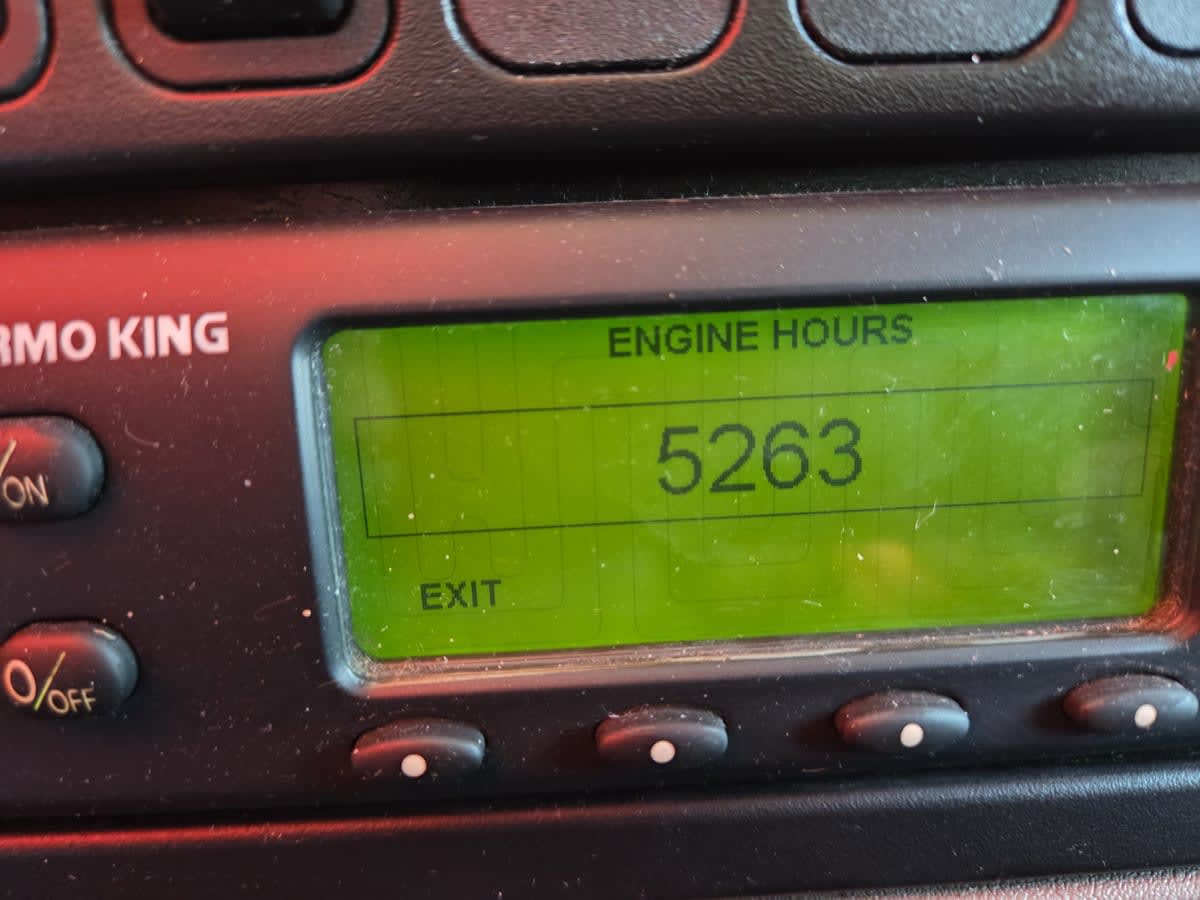 ENGINE HOURS
RMO KING
5263
/ON
EXIT
O/OFF